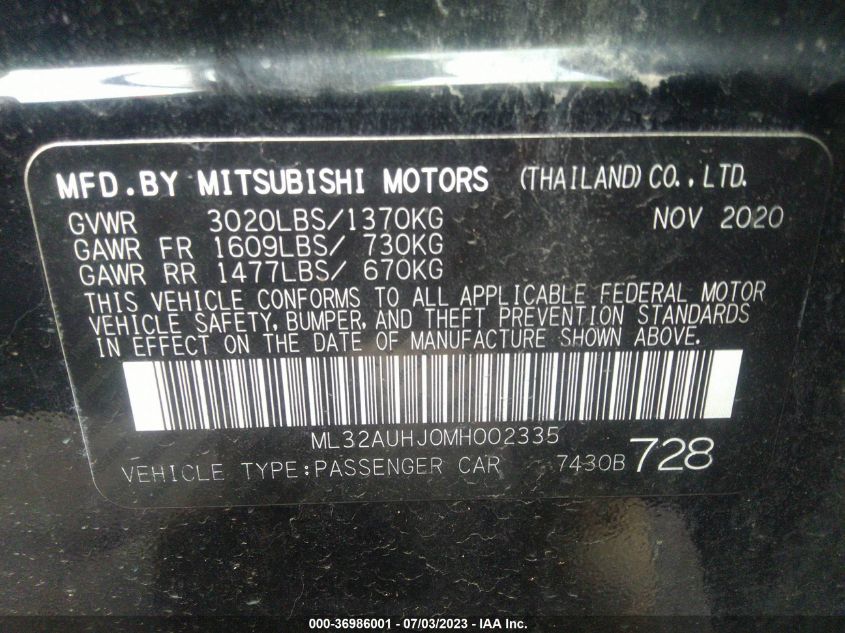 MFD.BY MITSUBISHI MOTORS (THAILAND) CO.,LTD.
GVWR 3020LBS/1370KG NOV 2020
GAWR FR 1609LBS/ 730KG
GAWR RR 1477LBS/ 670KG
THIS VEHICLE CONFORMS TO ALL APPLICABLE FEDERAL MOTOR
VEHICLE SAFETY, BUMPER, AND THEFT PREVENTION STANDARDS
IN EFFECT ON THE DATE OF MANUFACTURE SHOWN ABOVE.
ML32AUHJ0MH002335
VEHICLE TYPE:PASSENGER CAR 7430B 728
000-36986001 / 07/03/2023 - IAA Inc.